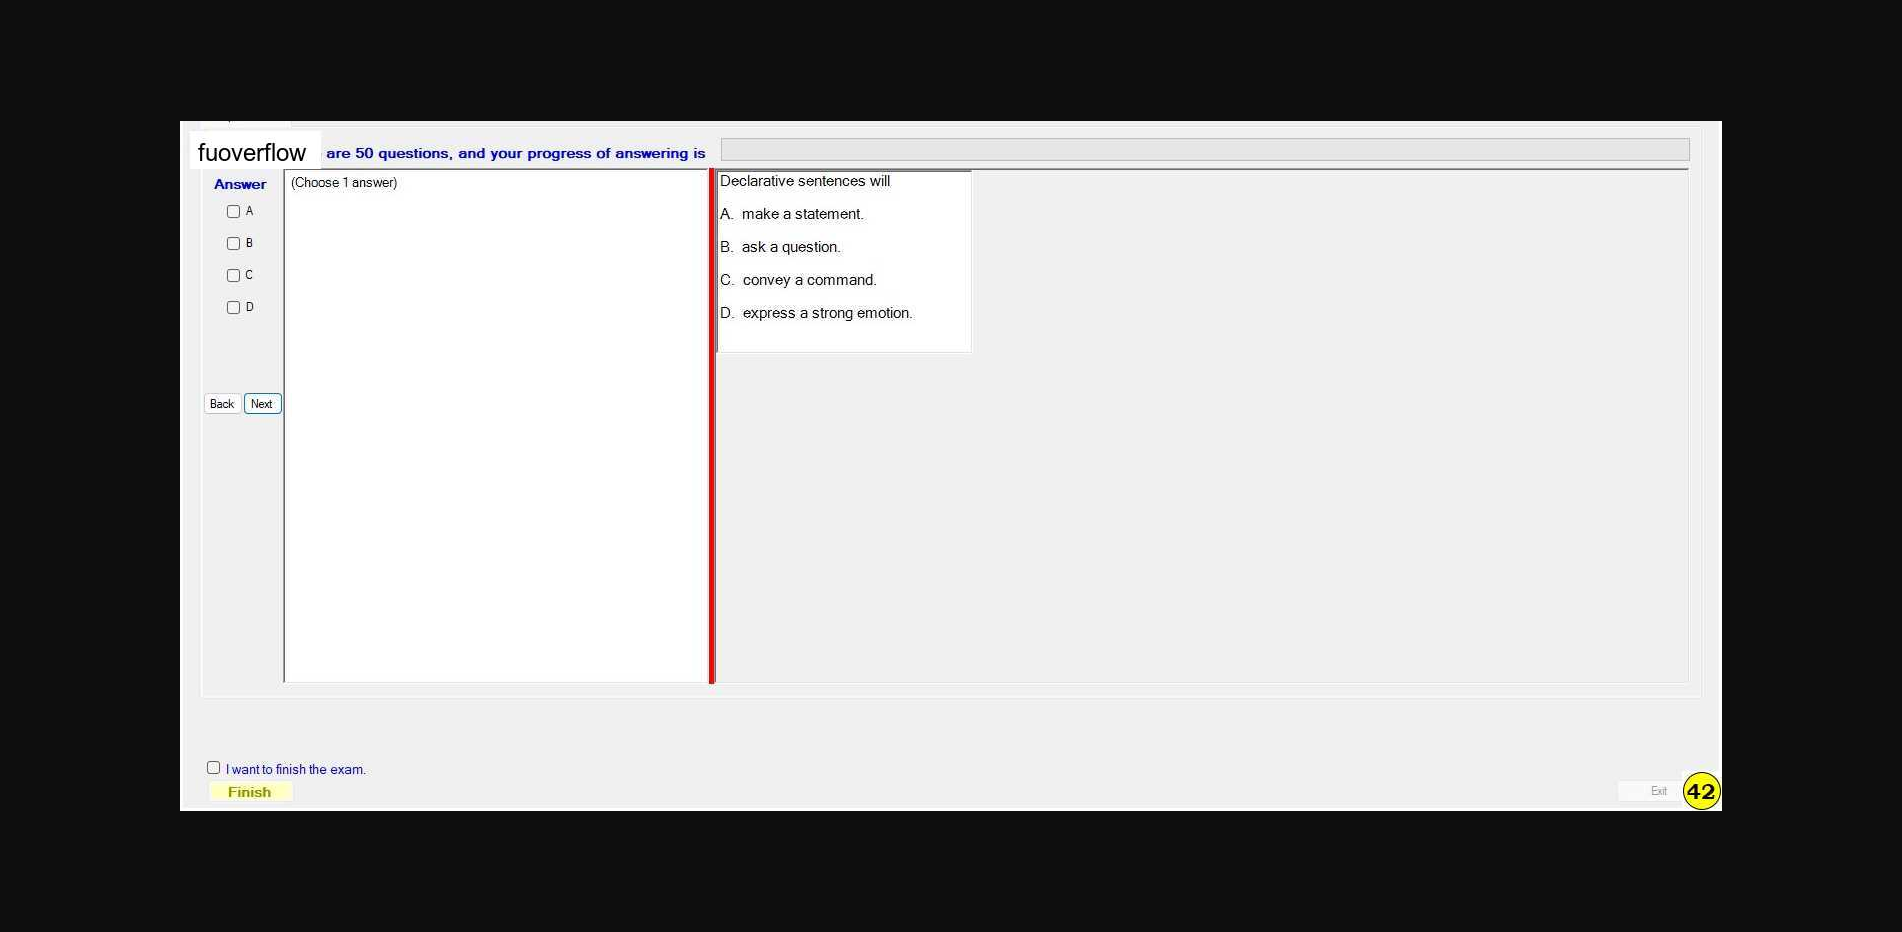 fuoverflow are 50 questions, and your progress of answering is
Answer
A
B
C
D
Back Next
(Choose 1 answer)
Declarative sentences will
A. make a statement.
B. ask a question.
C. convey a command.
D. express a strong emotion.
I want to finish the exam.
Finish
Exit
42